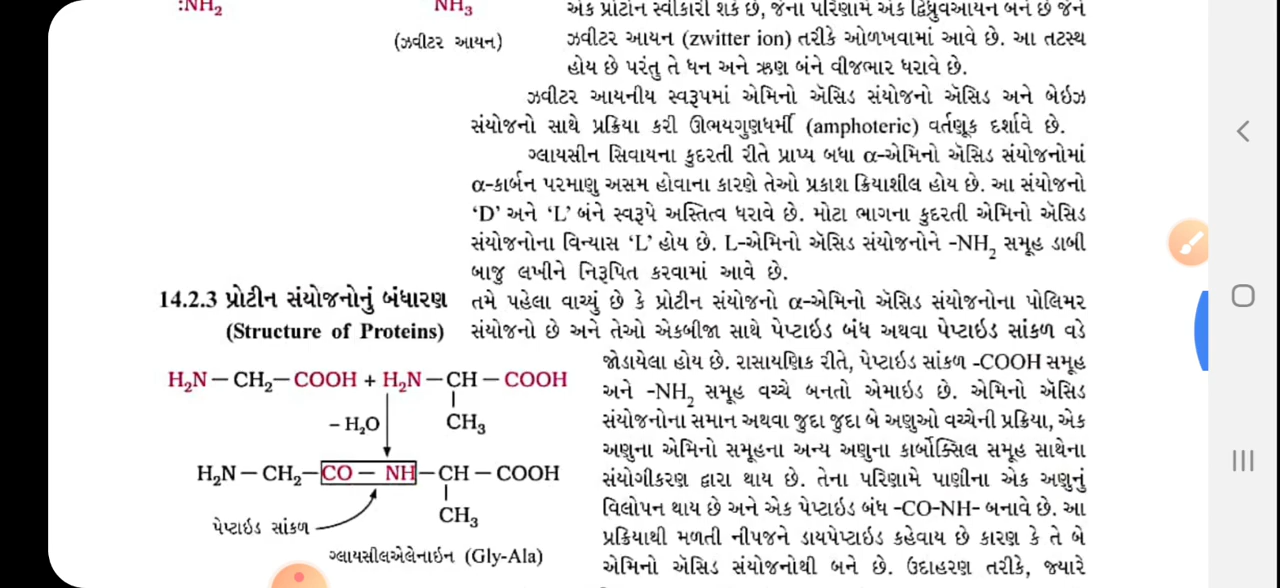 :NH₂
NH₃
(ઝવીટર આયન)
એક પ્રોટોન સ્વીકારી શકે છે, જેના પરિણામે એક દ્વિધ્રુવઆયન બને છે જેને
ઝવીટર આયન (zwitter ion) તરીકે ઓળખવામાં આવે છે. આ તટસ્થ
હોય છે પરંતુ તે ધન અને ઋણ બંને વીજભાર ધરાવે છે.
ઝવીટર આયનીય સ્વરૂપમાં એમિનો ઍસિડ સંયોજનો ઍસિડ અને બેઇઝ
સંયોજનો સાથે પ્રક્રિયા કરી ઊભયગુણધર્મી (amphoteric) વર્તણૂક દર્શાવે છે.
ગ્લાયસીન સિવાયના કુદરતી રીતે પ્રાપ્ય બધા α-એમિનો ઍસિડ સંયોજનોમાં
α-કાર્બન પરમાણુ અસમ હોવાના કારણે તેઓ પ્રકાશ ક્રિયાશીલ હોય છે. આ સંયોજનો
‘D’ અને ‘L’ બંને સ્વરૂપે અસ્તિત્વ ધરાવે છે. મોટા ભાગના કુદરતી એમિનો ઍસિડ
સંયોજનોના વિન્યાસ ‘L’ હોય છે. L-એમિનો ઍસિડ સંયોજનોને -NH₂ સમૂહ ડાબી
બાજુ લખીને નિરૂપિત કરવામાં આવે છે.
14.2.3 પ્રોટીન સંયોજનોનું બંધારણ
(Structure of Proteins)
તમે પહેલા વાચ્યું છે કે પ્રોટીન સંયોજનો α-એમિનો ઍસિડ સંયોજનોના પોલિમર
સંયોજનો છે અને તેઓ એકબીજા સાથે પેપ્ટાઇડ બંધ અથવા પેપ્ટાઇડ સાંકળ વડે
જોડાયેલા હોય છે. રાસાયણિક રીતે, પેપ્ટાઇડ સાંકળ -COOH સમૂહ
અને -NH₂ સમૂહ વચ્ચે બનતો એમાઇડ છે. એમિનો ઍસિડ
સંયોજનોના સમાન અથવા જુદા જુદા બે અણુઓ વચ્ચેની પ્રક્રિયા, એક
અણુના એમિનો સમૂહના અન્ય અણુના કાર્બોક્સિલ સમૂહ સાથેના
સંયોગીકરણ દ્વારા થાય છે. તેના પરિણામે પાણીના એક અણુનું
વિલોપન થાય છે અને એક પેપ્ટાઇડ બંધ -CO-NH- બનાવે છે. આ
પ્રક્રિયાથી મળતી નીપજને ડાયપેપ્ટાઇડ કહેવાય છે કારણ કે તે બે
એમિનો ઍસિડ સંયોજનોથી બને છે. ઉદાહરણ તરીકે, જ્યારે
H₂N – CH₂ – COOH + H₂N – CH – COOH
– H₂O
CH₃
H₂N – CH₂ – CO – NH – CH – COOH
CH₃
પેપ્ટાઇડ સાંકળ
ગ્લાયસીલએલેનાઇન (Gly-Ala)